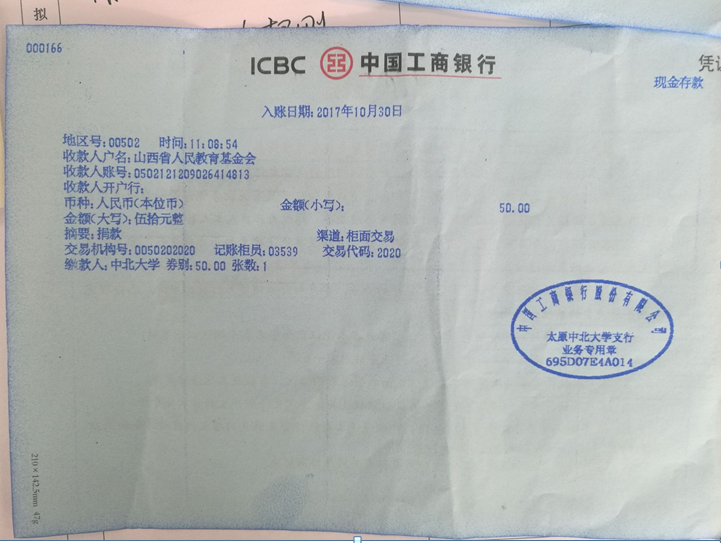 拟
000166
ICBC 中国工商银行
凭证
现金存款
入账日期:2017年10月30日
地区号:00502 时间:11:08:54
收款人户名:山西省人民教育基金会
收款人账号:0502121209026414813
收款人开户行:
币种:人民币(本位币) 金额(小写): 50.00
金额(大写):伍拾元整
摘要:捐款 渠道:柜面交易
交易机构号:0050202020 记账柜员:03539 交易代码:2020
缴款人:中北大学 券别:50.00 张数:1
中国工商银行股份有限公司
太原中北大学支行
业务专用章
695D07E4A014
210×142.5mm 47g